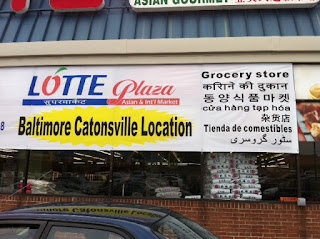 ASIAN GOURMET
LOTTE Plaza
सुपरमार्केट
Asian & Int'l Market
Baltimore Catonsville Location
Grocery store
किराने की दुकान
동양식품마켓
cửa hàng tạp hóa
杂货店
Tienda de comestibles
ستور گروسری
8